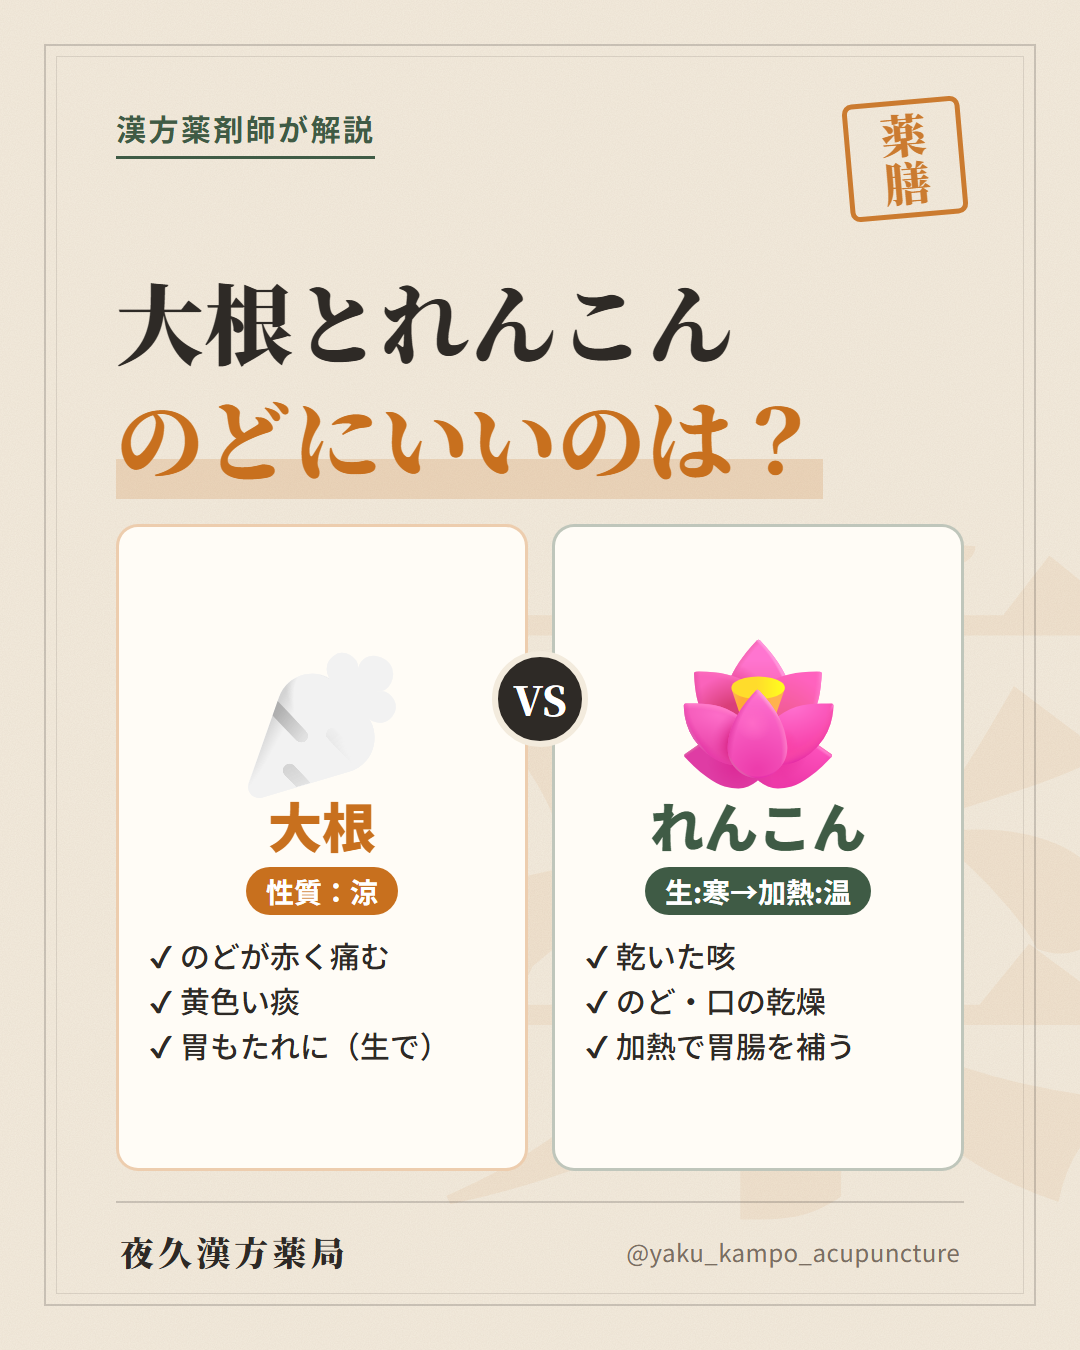 漢方薬剤師が解説
薬
膳
大根とれんこん
のどにいいのは？
VS
大根
性質：涼
✓のどが赤く痛む
✓黄色い痰
✓胃もたれに（生で）
れんこん
生:寒→加熱:温
✓乾いた咳
✓のど・口の乾燥
✓加熱で胃腸を補う
夜久漢方薬局
@yaku_kampo_acupuncture